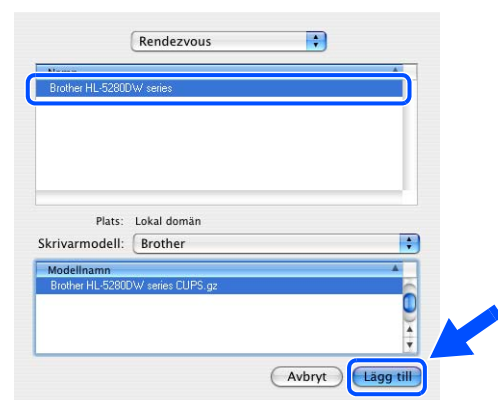 Rendezvous
Namn
Brother HL-5280DW series
Plats: Lokal domän
Skrivarmodell: Brother
Modellnamn
Brother HL-5280DW series CUPS.gz
Avbryt Lägg till